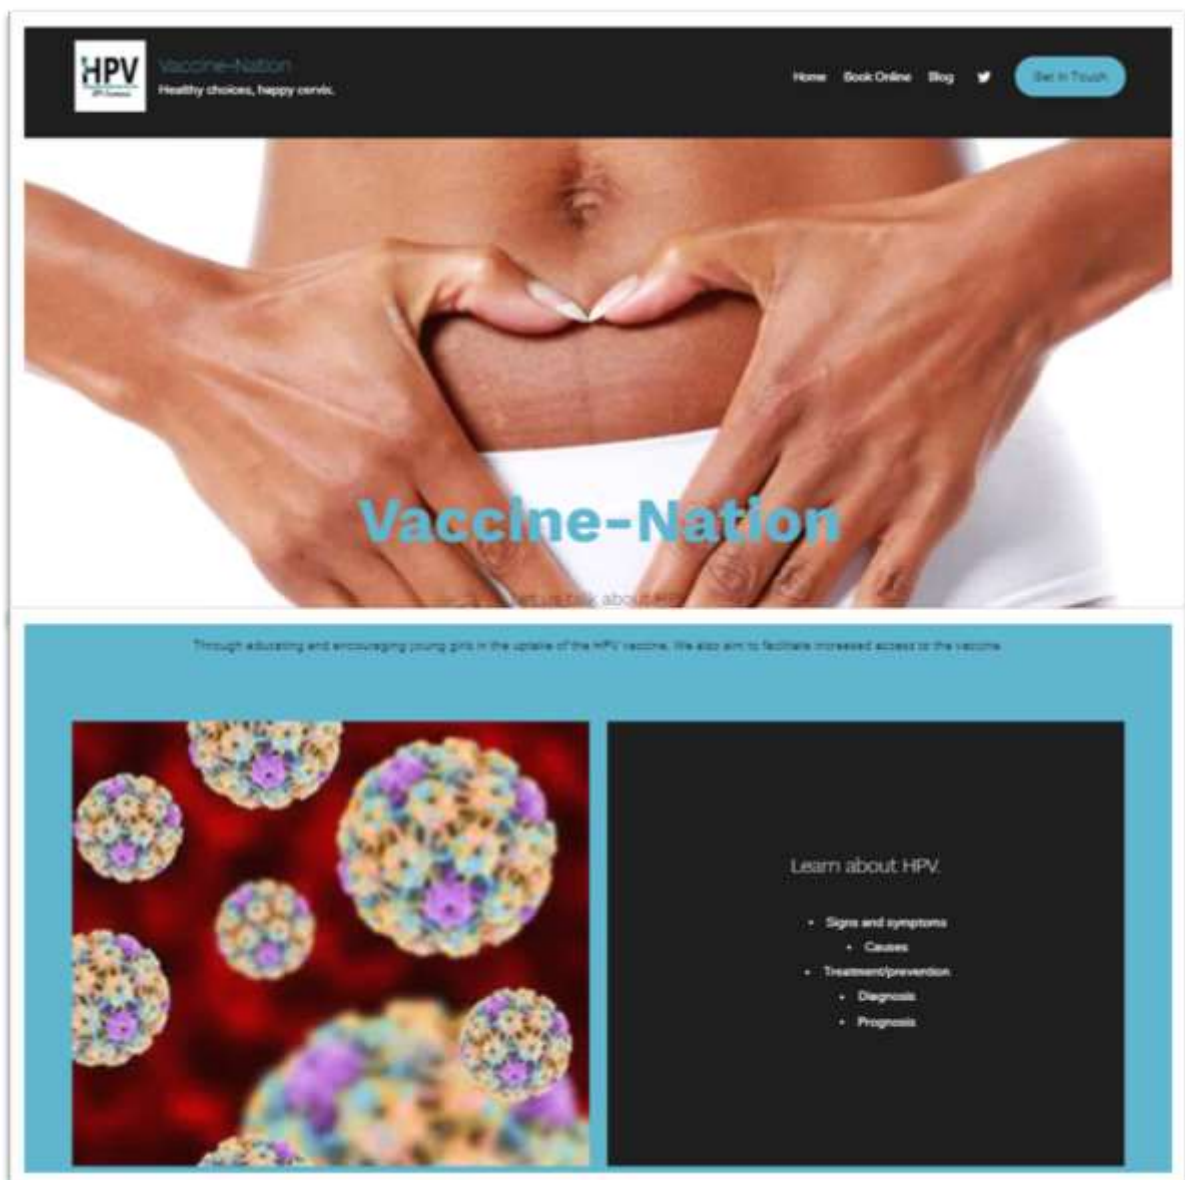 HPV
Vaccine-Nation
Healthy choices, happy cervix.
Home Book Online Blog Get In Touch
Vaccine-Nation
talk about
Through educating and encouraging young girls in the uptake of the HPV vaccine. We also aim to facilitate increased access to the vaccine.
Learn about HPV.
• Signs and symptoms
• Causes
• Treatment/prevention
• Diagnosis
• Prognosis